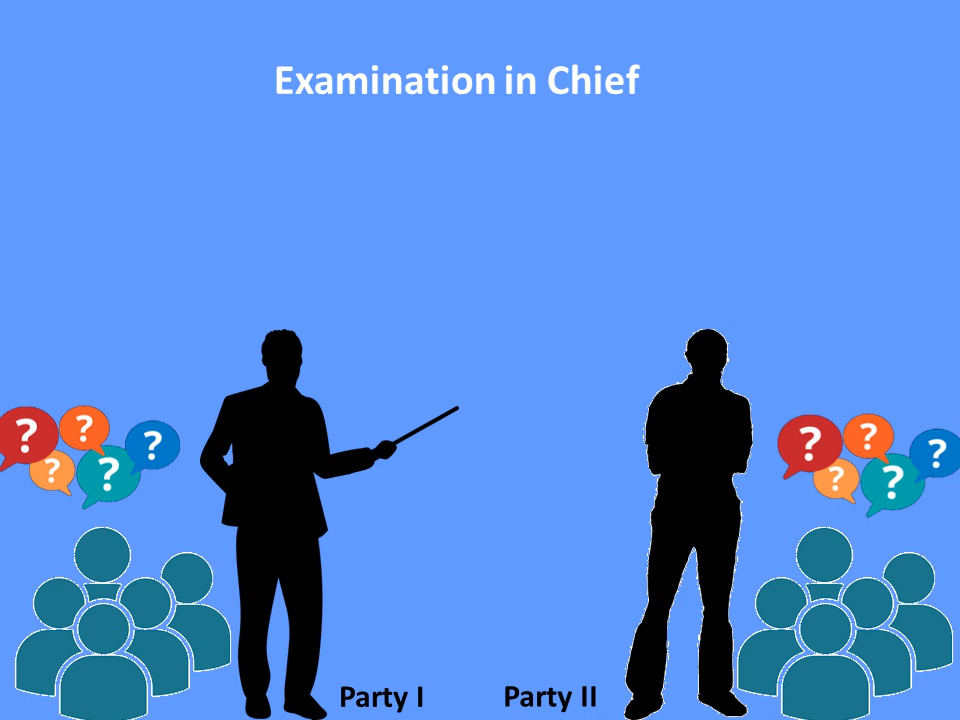 Examination in Chief
? ? ? ? ?
? ? ? ? ?
Party I
Party II